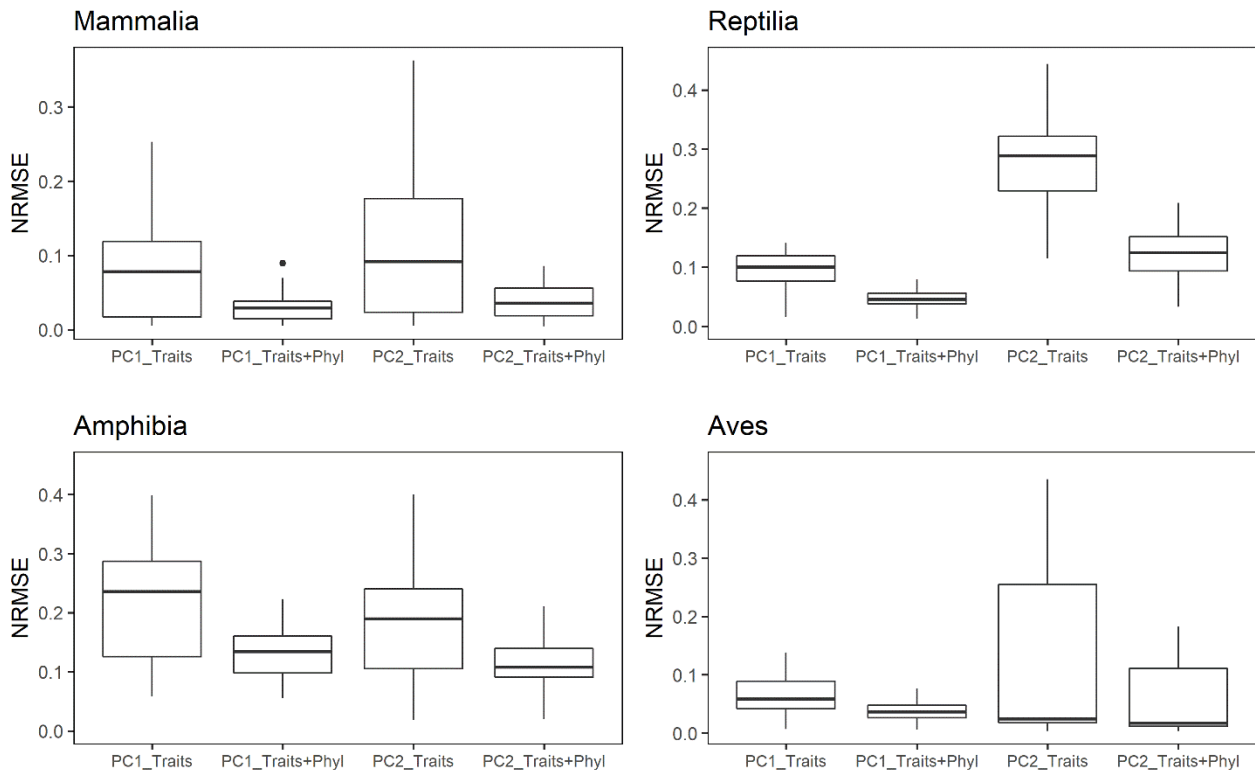 Mammalia
NRMSE
0.3
0.2
0.1
0.0
PC1_Traits PC1_Traits+Phyl PC2_Traits PC2_Traits+Phyl
Reptilia
NRMSE
0.4
0.3
0.2
0.1
0.0
PC1_Traits PC1_Traits+Phyl PC2_Traits PC2_Traits+Phyl
Amphibia
NRMSE
0.4
0.3
0.2
0.1
0.0
PC1_Traits PC1_Traits+Phyl PC2_Traits PC2_Traits+Phyl
Aves
NRMSE
0.4
0.3
0.2
0.1
0.0
PC1_Traits PC1_Traits+Phyl PC2_Traits PC2_Traits+Phyl